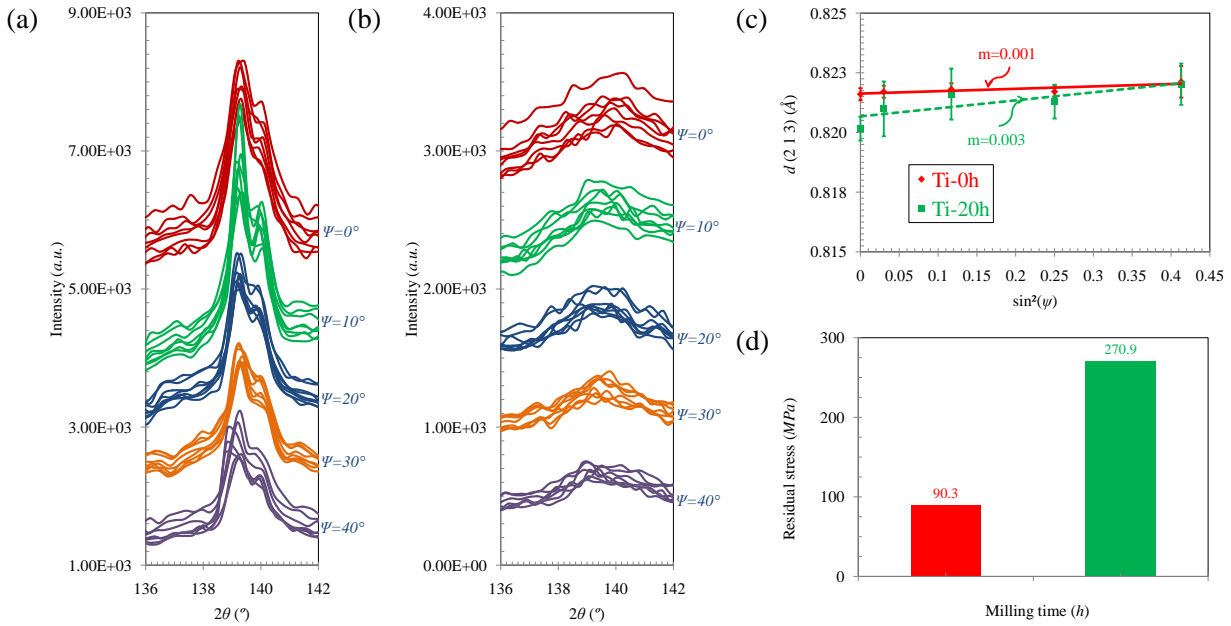 (a)
9.00E+03
7.00E+03
5.00E+03
3.00E+03
1.00E+03
Intensity (a.u.)
Ψ=0°
Ψ=10°
Ψ=20°
Ψ=30°
Ψ=40°
136 138 140 142
2θ (º)
(b)
4.00E+03
3.00E+03
2.00E+03
1.00E+03
0.00E+00
Intensity (a.u.)
Ψ=0°
Ψ=10°
Ψ=20°
Ψ=30°
Ψ=40°
136 138 140 142
2θ (º)
(c)
0.825
0.823
0.820
0.818
0.815
d (2 1 3) (Å)
m=0.001
m=0.003
Ti-0h
Ti-20h
0 0.05 0.1 0.15 0.2 0.25 0.3 0.35 0.4 0.45
sin²(ψ)
(d)
300
250
200
150
100
50
0
Residual stress (MPa)
90.3
270.9
Milling time (h)